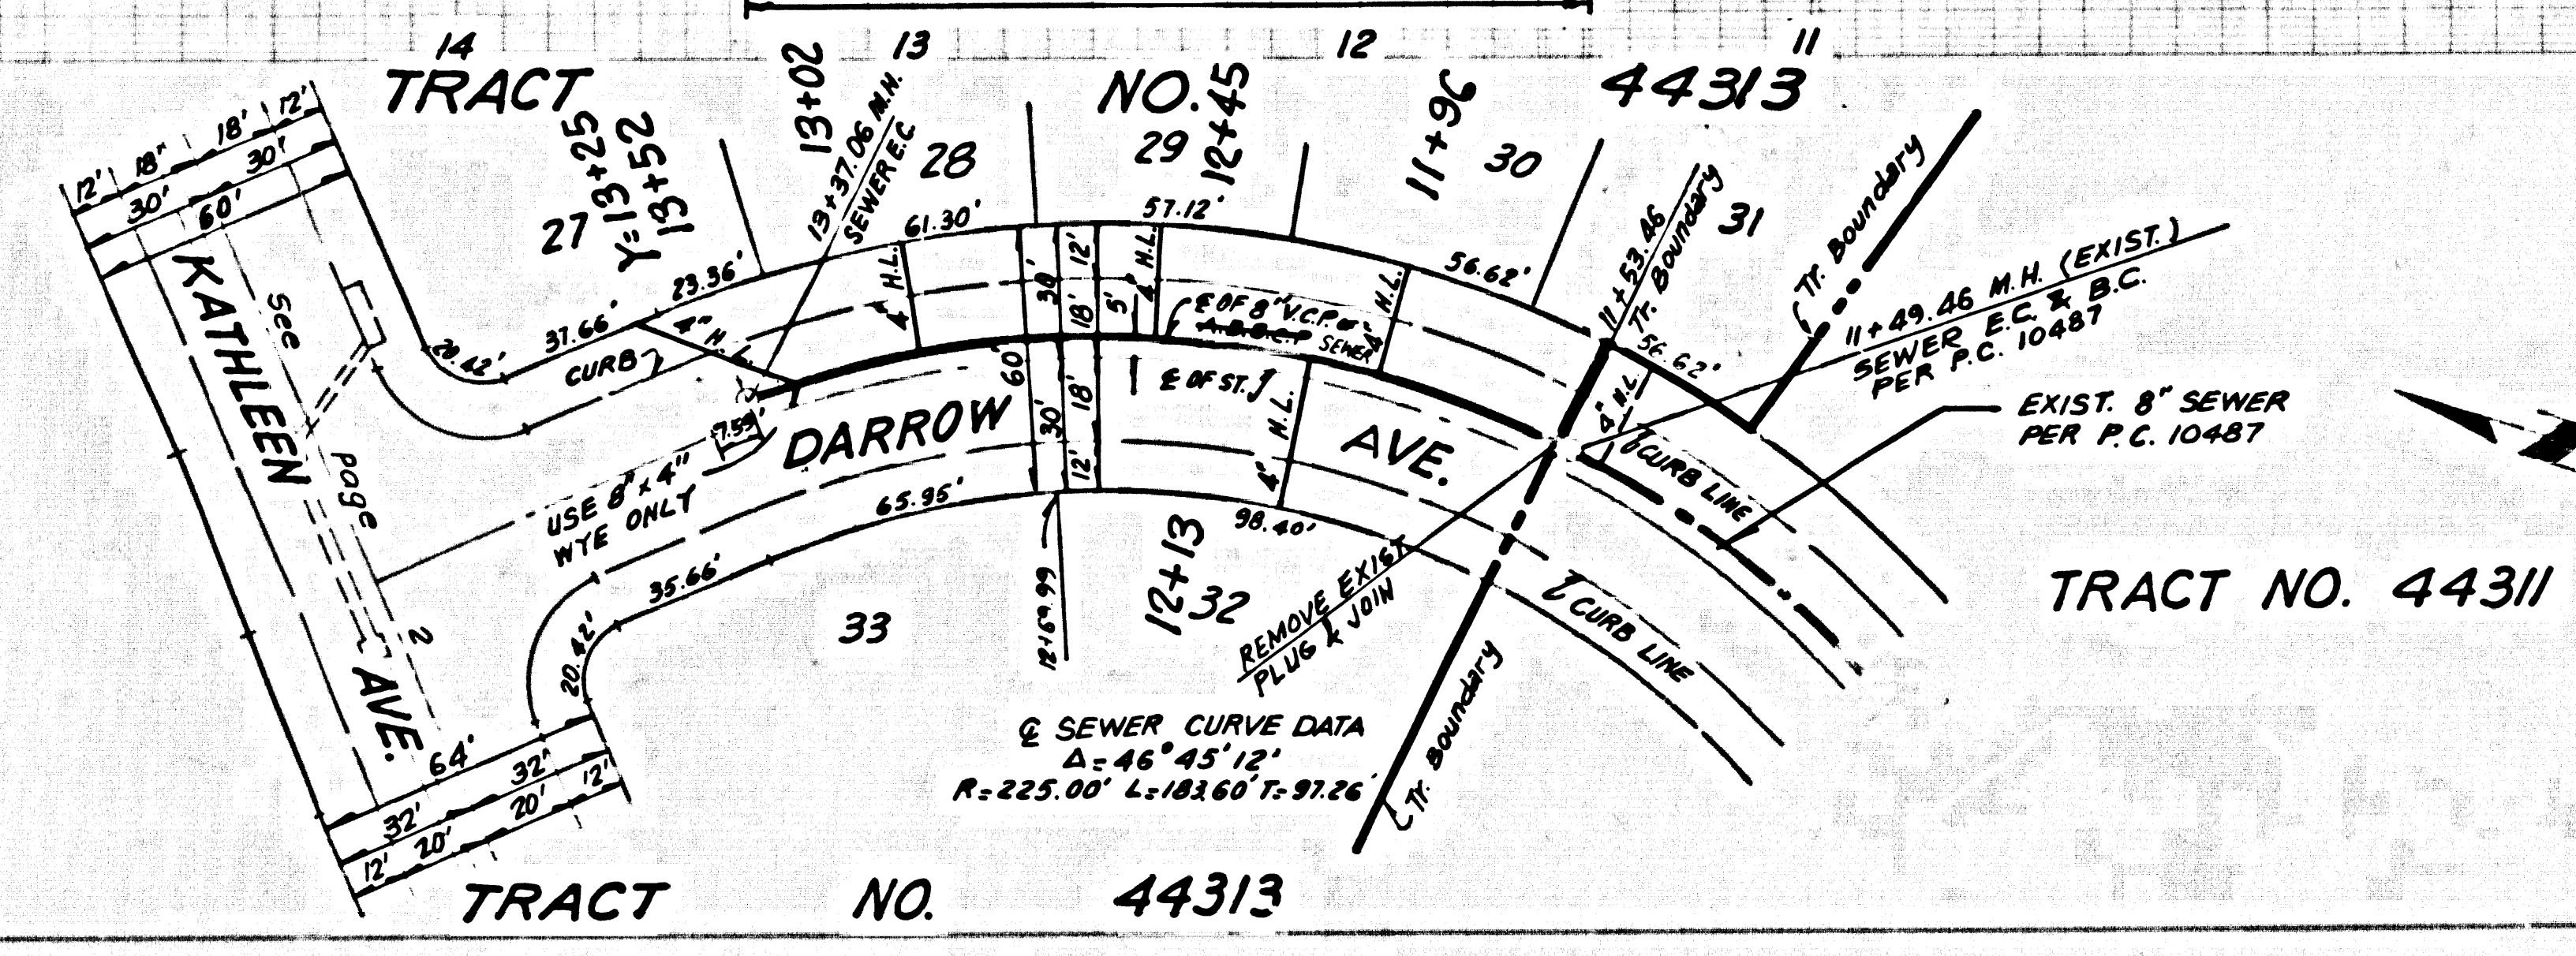 14
13
12
11
TRACT NO. 44313
12' 18" 18' 12'
30' 30'
60'
27
Y=13+25
13+52
13+02
13+37.06 M.H.
SEWER E.C.
28
29
12+45
11+96
30
11+53.46
Tr. Boundary
31
Tr. Boundary
11+49.46 M.H. (EXIST.)
SEWER E.C. & B.C.
PER P.C. 10487
EXIST. 8" SEWER
PER P.C. 10487
20.42'
37.66'
23.36'
61.30'
57.12'
56.62'
56.62'
CURB
4" H.L.
4" H.L.
30' 12'
18'
5'
4" H.L.
℄ OF 8" V.C.P. or
A.B.S.C.P SEWER
4" H.L.
4" H.L.
KATHLEEN AVE.
See page 2
7.59'
USE 8" x 4"
WYE ONLY
DARROW AVE.
60'
30' 18'
12'
℄ OF ST.
4" H.L.
CURB LINE
65.95'
98.40'
35.66'
20.42'
33
12+69.99
12+13
32
REMOVE EXIST
PLUG & JOIN
CURB LINE
TRACT NO. 44311
Tr. Boundary
64'
32' 32'
12' 20' 20' 12'
℄ SEWER CURVE DATA
Δ=46°45'12'
R=225.00' L=183.60' T=97.26'
TRACT NO. 44313